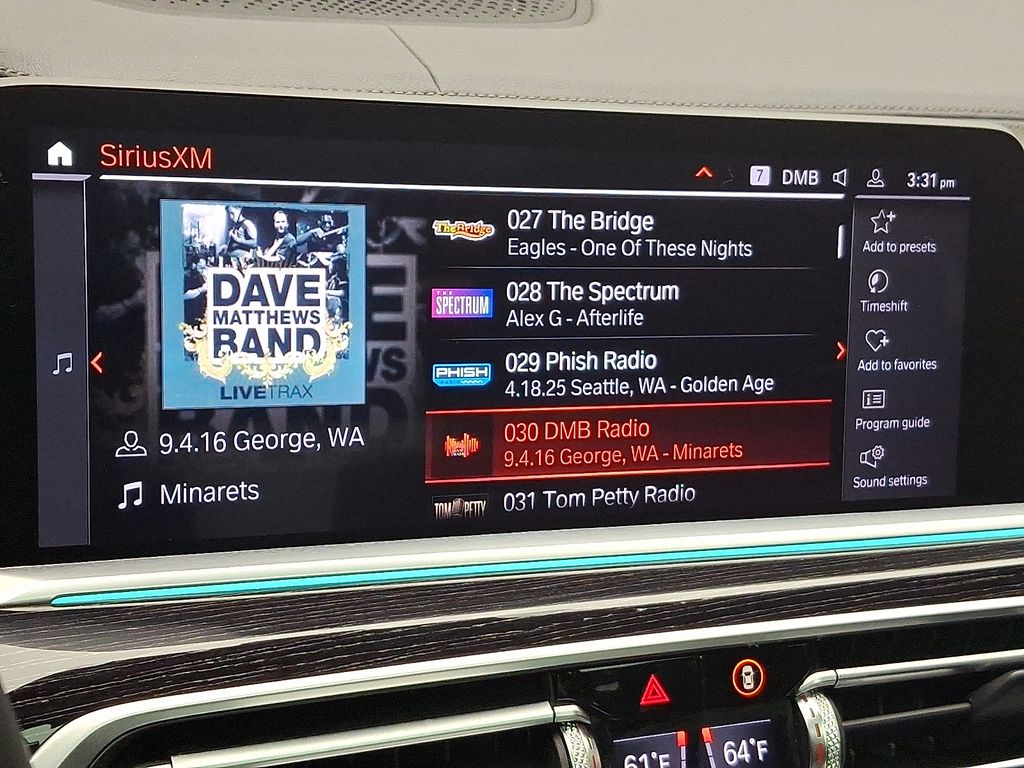 SiriusXM
7 DMB 3:31 pm
DAVE
MATTHEWS
BAND
LIVETRAX
9.4.16 George, WA
Minarets
TheBridge
027 The Bridge
Eagles - One Of These Nights
THE
SPECTRUM
028 The Spectrum
Alex G - Afterlife
PHISH
RADIO
029 Phish Radio
4.18.25 Seattle, WA - Golden Age
030 DMB Radio
9.4.16 George, WA - Minarets
TOM PETTY
031 Tom Petty Radio
Add to presets
Timeshift
Add to favorites
Program guide
Sound settings
61°F
64°F